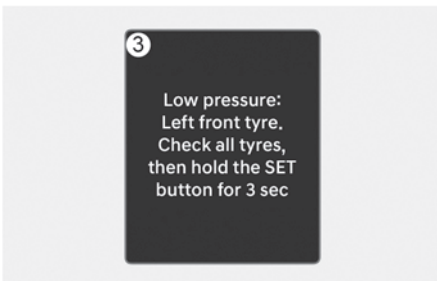 3
Low pressure:
Left front tyre.
Check all tyres,
then hold the SET
button for 3 sec